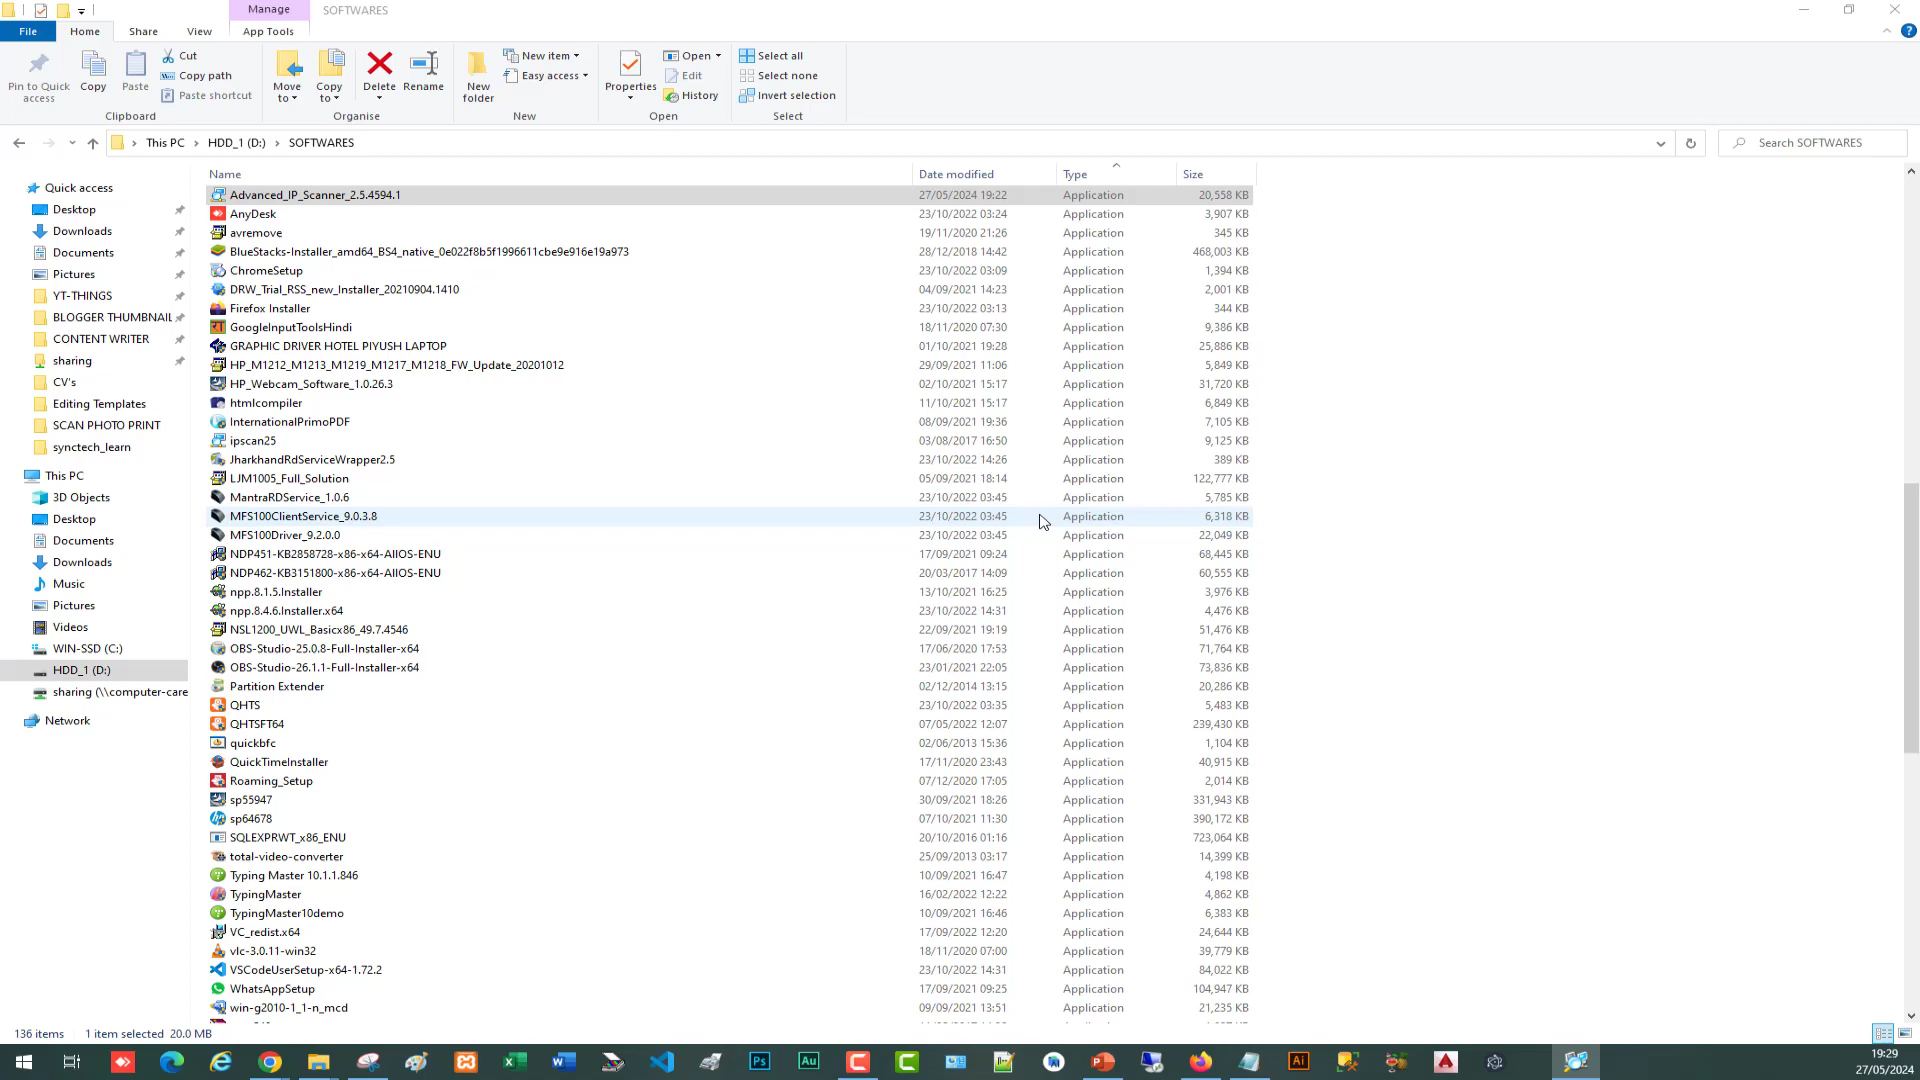 Manage SOFTWARES
File Home Share View App Tools
Pin to Quick access
Copy
Paste
Cut
Copy path
Paste shortcut
Clipboard
Move to
Copy to
Delete
Rename
Organise
New folder
New item
Easy access
New
Properties
Open
Edit
History
Open
Select all
Select none
Invert selection
Select
This PC > HDD_1 (D:) > SOFTWARES
Search SOFTWARES
Quick access
Desktop
Downloads
Documents
Pictures
YT-THINGS
BLOGGER THUMBNAIL
CONTENT WRITER
sharing
CV's
Editing Templates
SCAN PHOTO PRINT
synctech_learn
This PC
3D Objects
Desktop
Documents
Downloads
Music
Pictures
Videos
WIN-SSD (C:)
HDD_1 (D:)
sharing (\\computer-care
Network
Name Date modified Type Size
Advanced_IP_Scanner_2.5.4594.1 27/05/2024 19:22 Application 20,558 KB
AnyDesk 23/10/2022 03:24 Application 3,907 KB
avremove 19/11/2020 21:26 Application 345 KB
BlueStacks-Installer_amd64_BS4_native_0e022f8b5f1996611cbe9e916e19a973 28/12/2018 14:42 Application 468,003 KB
ChromeSetup 23/10/2022 03:09 Application 1,394 KB
DRW_Trial_RSS_new_Installer_20210904.1410 04/09/2021 14:23 Application 2,001 KB
Firefox Installer 23/10/2022 03:13 Application 344 KB
GoogleInputToolsHindi 18/11/2020 07:30 Application 9,386 KB
GRAPHIC DRIVER HOTEL PIYUSH LAPTOP 01/10/2021 19:28 Application 25,886 KB
HP_M1212_M1213_M1219_M1217_M1218_FW_Update_20201012 29/09/2021 11:06 Application 5,849 KB
HP_Webcam_Software_1.0.26.3 02/10/2021 15:17 Application 31,720 KB
htmlcompiler 11/10/2021 15:17 Application 6,849 KB
InternationalPrimoPDF 08/09/2021 19:36 Application 7,105 KB
ipscan25 03/08/2017 16:50 Application 9,125 KB
JharkhandRdServiceWrapper2.5 23/10/2022 14:26 Application 389 KB
LJM1005_Full_Solution 05/09/2021 18:14 Application 122,777 KB
MantraRDService_1.0.6 23/10/2022 03:45 Application 5,785 KB
MFS100ClientService_9.0.3.8 23/10/2022 03:45 Application 6,318 KB
MFS100Driver_9.2.0.0 23/10/2022 03:45 Application 22,049 KB
NDP451-KB2858728-x86-x64-AllOS-ENU 17/09/2021 09:24 Application 68,445 KB
NDP462-KB3151800-x86-x64-AllOS-ENU 20/03/2017 14:09 Application 60,555 KB
npp.8.1.5.Installer 13/10/2021 16:25 Application 3,976 KB
npp.8.4.6.Installer.x64 23/10/2022 14:31 Application 4,476 KB
NSL1200_UWL_Basicx86_49.7.4546 22/09/2021 19:19 Application 51,476 KB
OBS-Studio-25.0.8-Full-Installer-x64 17/06/2020 17:53 Application 71,764 KB
OBS-Studio-26.1.1-Full-Installer-x64 23/01/2021 22:05 Application 73,836 KB
Partition Extender 02/12/2014 13:15 Application 20,286 KB
QHTS 23/10/2022 03:35 Application 5,483 KB
QHTSFT64 07/05/2022 12:07 Application 239,430 KB
quickbfc 02/06/2013 15:36 Application 1,104 KB
QuickTimeInstaller 17/11/2020 23:43 Application 40,915 KB
Roaming_Setup 07/12/2020 17:05 Application 2,014 KB
sp55947 30/09/2021 18:26 Application 331,943 KB
sp64678 07/10/2021 11:30 Application 390,172 KB
SQLEXPRWT_x86_ENU 20/10/2016 01:16 Application 723,064 KB
total-video-converter 25/09/2013 03:17 Application 14,399 KB
Typing Master 10.1.1.846 10/09/2021 16:47 Application 4,198 KB
TypingMaster 16/02/2022 12:22 Application 4,862 KB
TypingMaster10demo 10/09/2021 16:46 Application 6,383 KB
VC_redist.x64 17/09/2022 12:20 Application 24,644 KB
vlc-3.0.11-win32 18/11/2020 07:00 Application 39,779 KB
VSCodeUserSetup-x64-1.72.2 23/10/2022 14:31 Application 84,022 KB
WhatsAppSetup 17/09/2021 09:25 Application 104,947 KB
win-g2010-1_1-n_mcd 09/09/2021 13:51 Application 21,235 KB
136 items 1 item selected 20.0 MB
19:29
27/05/2024